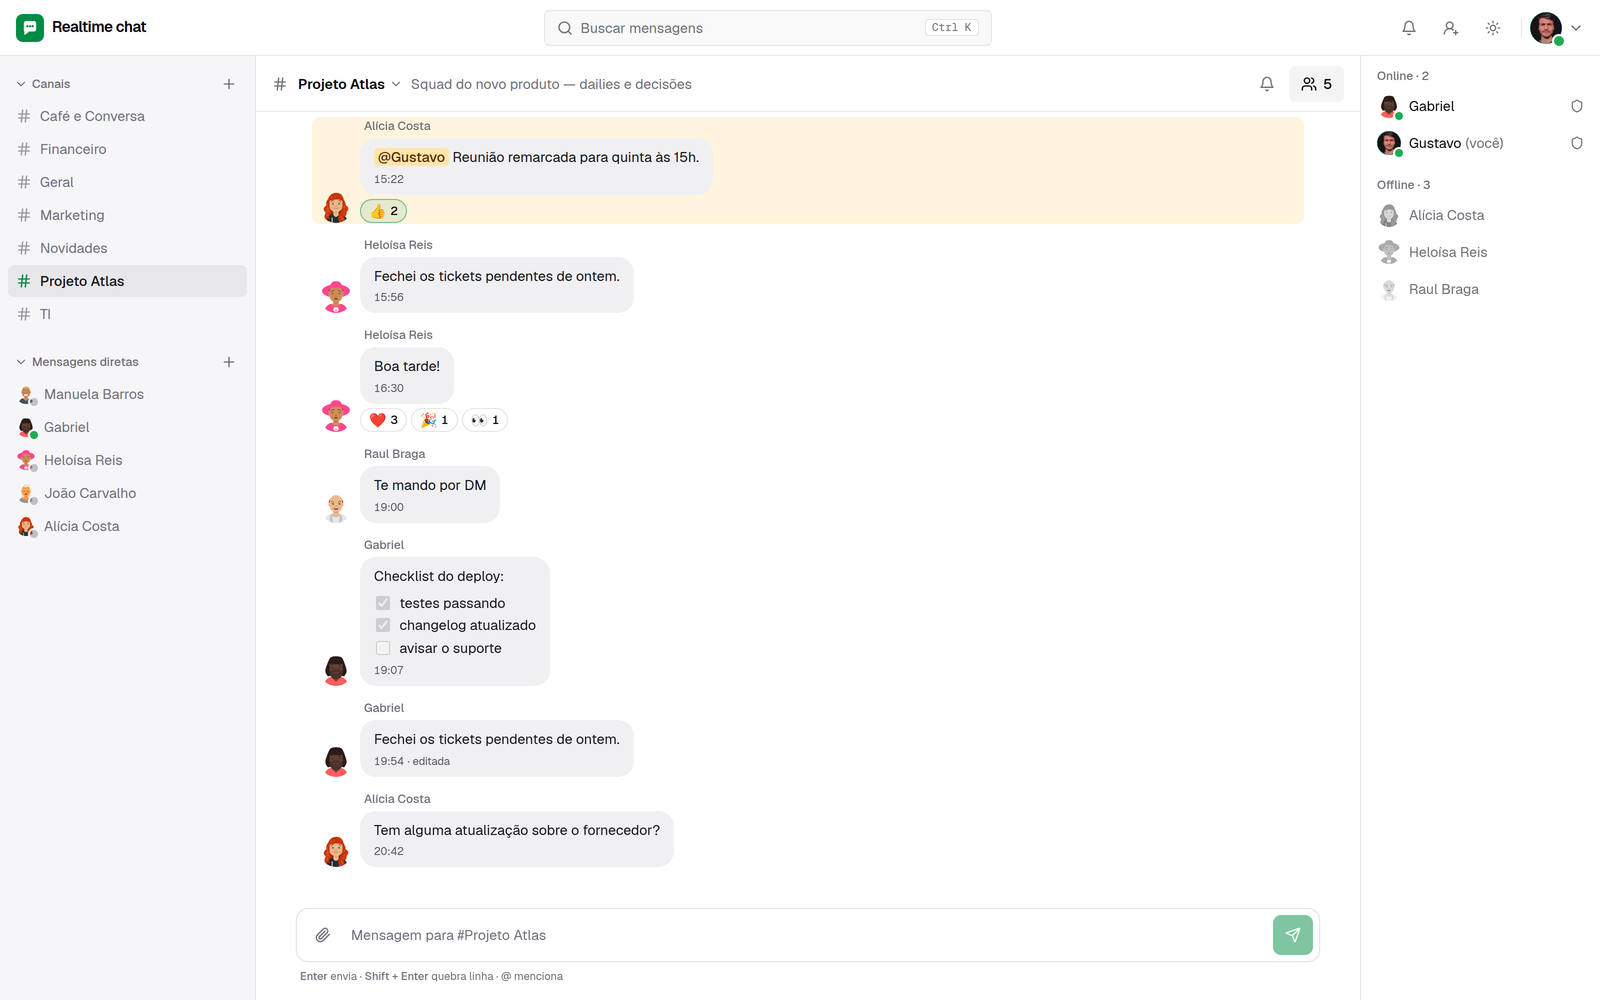 Realtime chat
Buscar mensagens
Ctrl K
Canais
Café e Conversa
Financeiro
Geral
Marketing
Novidades
Projeto Atlas
TI
Mensagens diretas
Manuela Barros
Gabriel
Heloísa Reis
João Carvalho
Alícia Costa
Projeto Atlas
Squad do novo produto — dailies e decisões
5
Alícia Costa
@Gustavo Reunião remarcada para quinta às 15h.
15:22
👍 2
Heloísa Reis
Fechei os tickets pendentes de ontem.
15:56
Heloísa Reis
Boa tarde!
16:30
❤️ 3 🎉 1 👀 1
Raul Braga
Te mando por DM
19:00
Gabriel
Checklist do deploy:
testes passando
changelog atualizado
avisar o suporte
19:07
Gabriel
Fechei os tickets pendentes de ontem.
19:54 · editada
Alícia Costa
Tem alguma atualização sobre o fornecedor?
20:42
Mensagem para #Projeto Atlas
Enter envia · Shift + Enter quebra linha · @ menciona
Online · 2
Gabriel
Gustavo (você)
Offline · 3
Alícia Costa
Heloísa Reis
Raul Braga